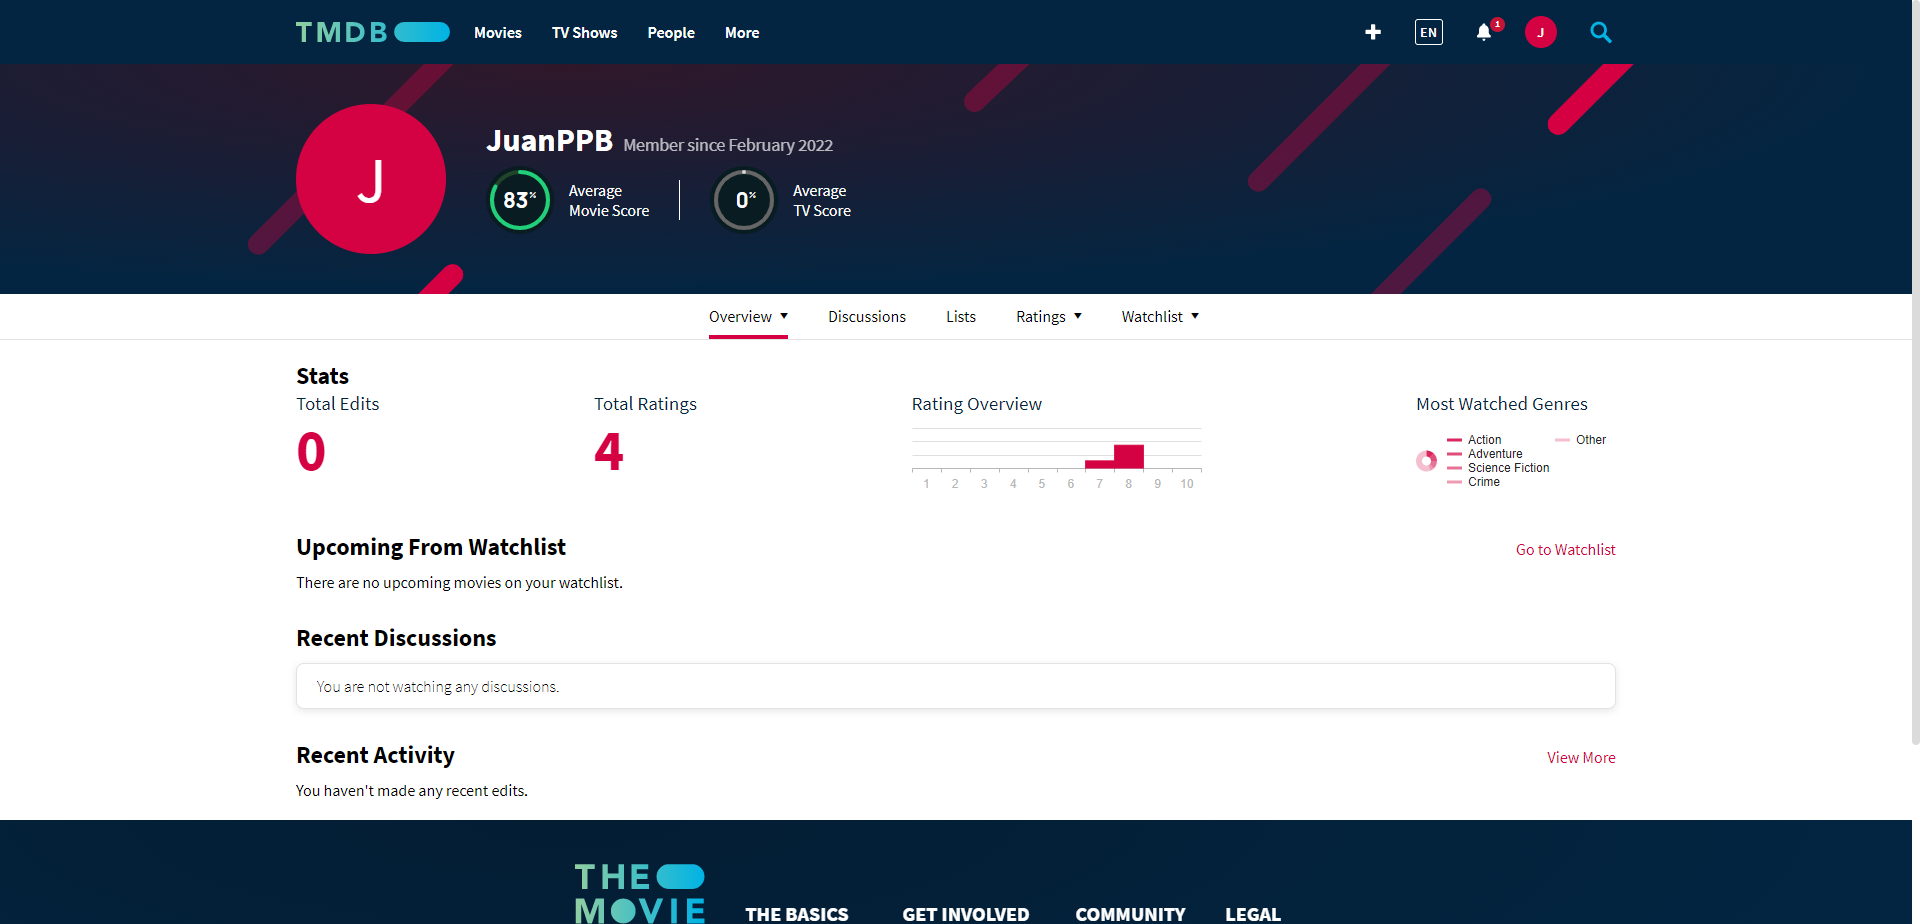 TMDB Movies TV Shows People More EN 1 J
J
JuanPPB Member since February 2022
83% Average Movie Score 0% Average TV Score
Overview Discussions Lists Ratings Watchlist
Stats
Total Edits
0
Total Ratings
4
Rating Overview
1 2 3 4 5 6 7 8 9 10
Most Watched Genres
Action
Adventure
Science Fiction
Crime
Other
Upcoming From Watchlist Go to Watchlist
There are no upcoming movies on your watchlist.
Recent Discussions
You are not watching any discussions.
Recent Activity View More
You haven't made any recent edits.
THE
MOVIE
THE BASICS GET INVOLVED COMMUNITY LEGAL